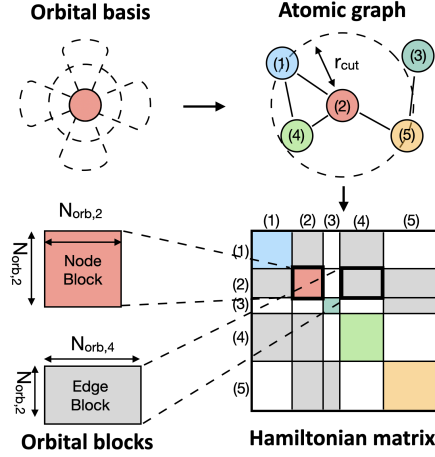 Orbital basis
Atomic graph
(1)
(3)
r_cut
(2)
(4)
(5)
N_orb,2
N_orb,2
Node
Block
N_orb,4
N_orb,2
Edge
Block
Orbital blocks
(1) (2) (3) (4) (5)
(1)
(2)
(3)
(4)
(5)
Hamiltonian matrix